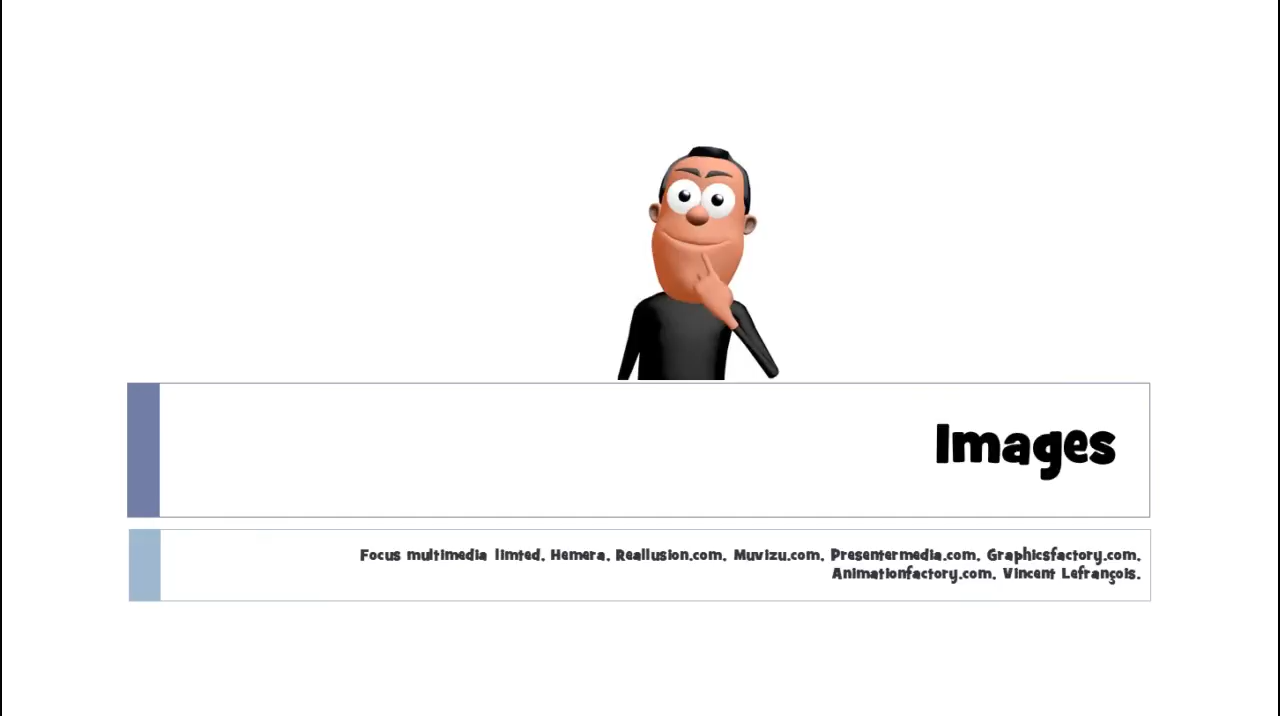 Images
Focus multimedia limted, Hemera, Reallusion.com, Muvizu.com, Presentermedia.com, Graphicsfactory.com,
Animationfactory.com, Vincent Lefrançois.